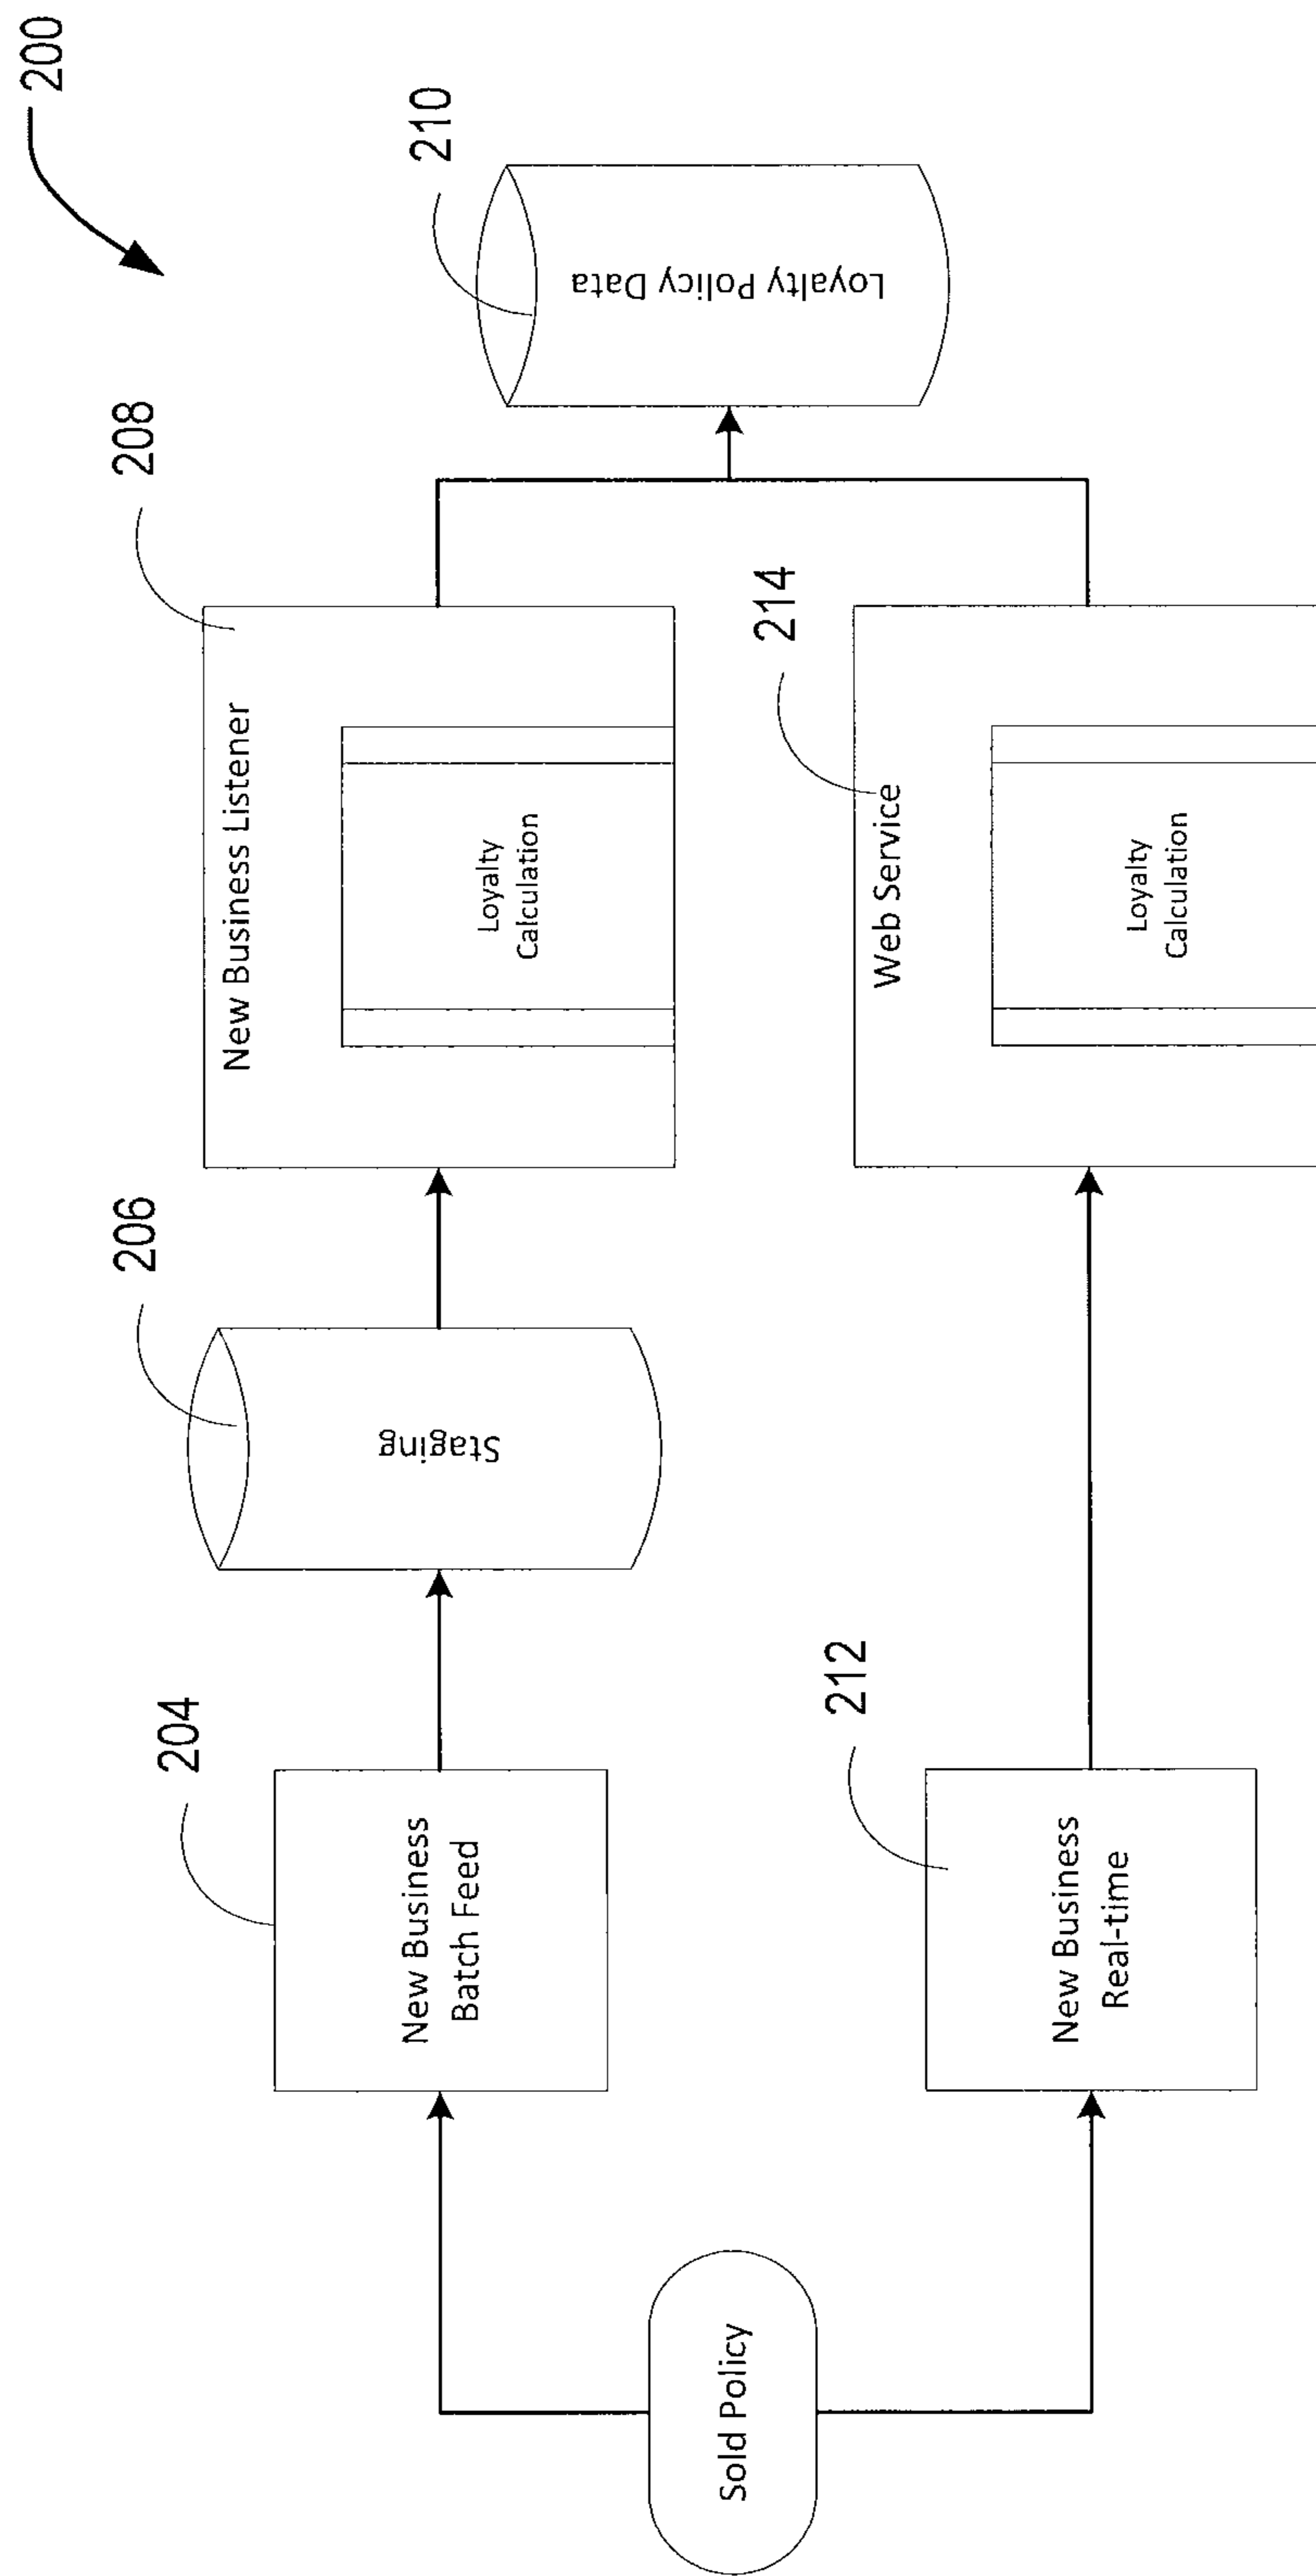 200
204
206
208
210
New Business
Batch Feed
Staging
New Business Listener
Loyalty
Calculation
Loyalty Policy Data
Sold Policy
212
214
New Business
Real-time
Web Service
Loyalty
Calculation